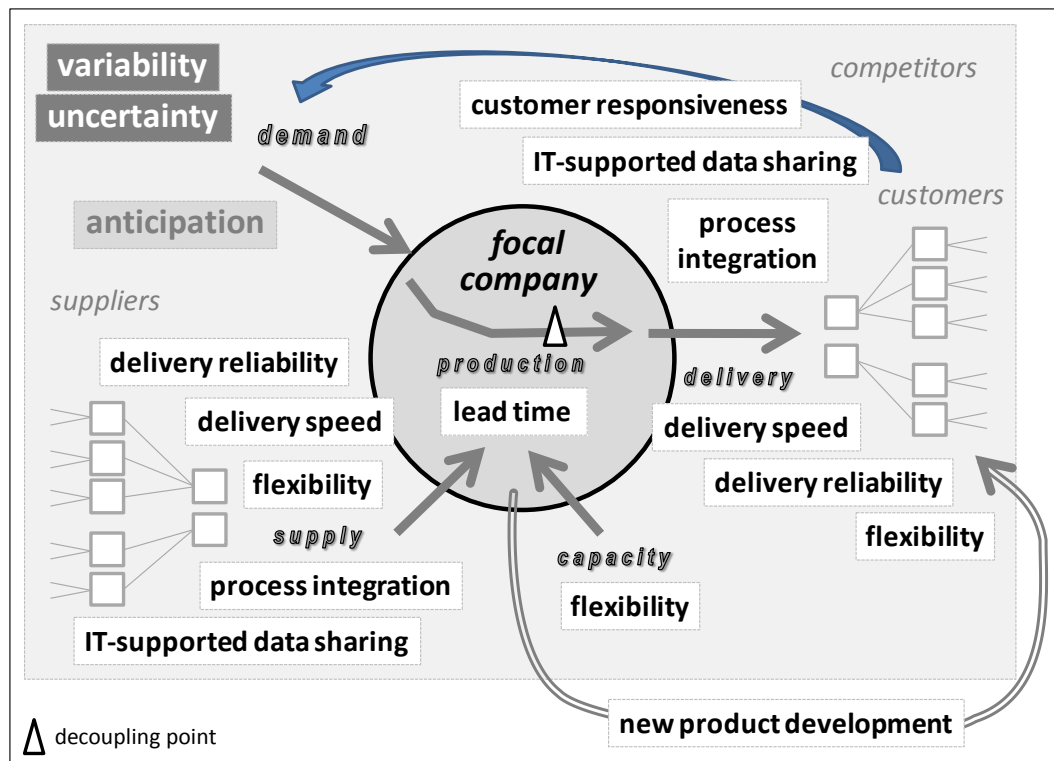 variability
uncertainty
demand
competitors
customer responsiveness
IT-supported data sharing
customers
anticipation
process
integration
focal
company
suppliers
production
delivery
lead time
delivery reliability
delivery speed
flexibility
supply
process integration
IT-supported data sharing
capacity
flexibility
delivery speed
delivery reliability
flexibility
new product development
decoupling point